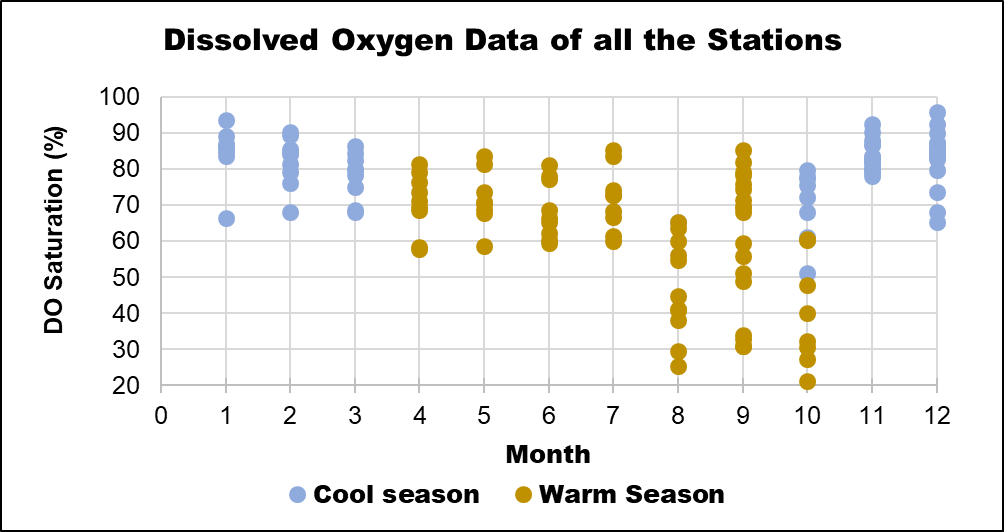 Dissolved Oxygen Data of all the Stations
DO Saturation (%)
100
90
80
70
60
50
40
30
20
0 1 2 3 4 5 6 7 8 9 10 11 12
Month
Cool season Warm Season